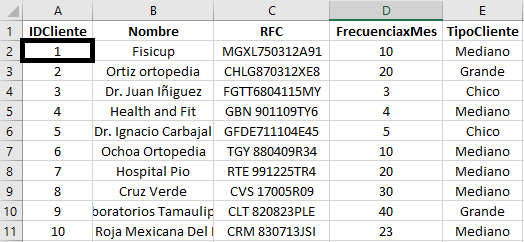 A B C D E
1 IDCliente Nombre RFC FrecuenciaxMes TipoCliente
2 1 Fisicup MGXL750312A91 10 Mediano
3 2 Ortiz ortopedia CHLG870312XE8 20 Grande
4 3 Dr. Juan Iñiguez FGTT6804115MY 3 Chico
5 4 Health and Fit GBN 901109TY6 4 Mediano
6 5 Dr. Ignacio Carbajal GFDE711104E45 5 Chico
7 6 Ochoa Ortopedia TGY 880409R34 10 Mediano
8 7 Hospital Pio RTE 991225TR4 20 Mediano
9 8 Cruz Verde CVS 17005R09 30 Mediano
10 9 boratorios Tamaulip CLT 820823PLE 40 Grande
11 10 Roja Mexicana Del CRM 830713JSI 23 Mediano